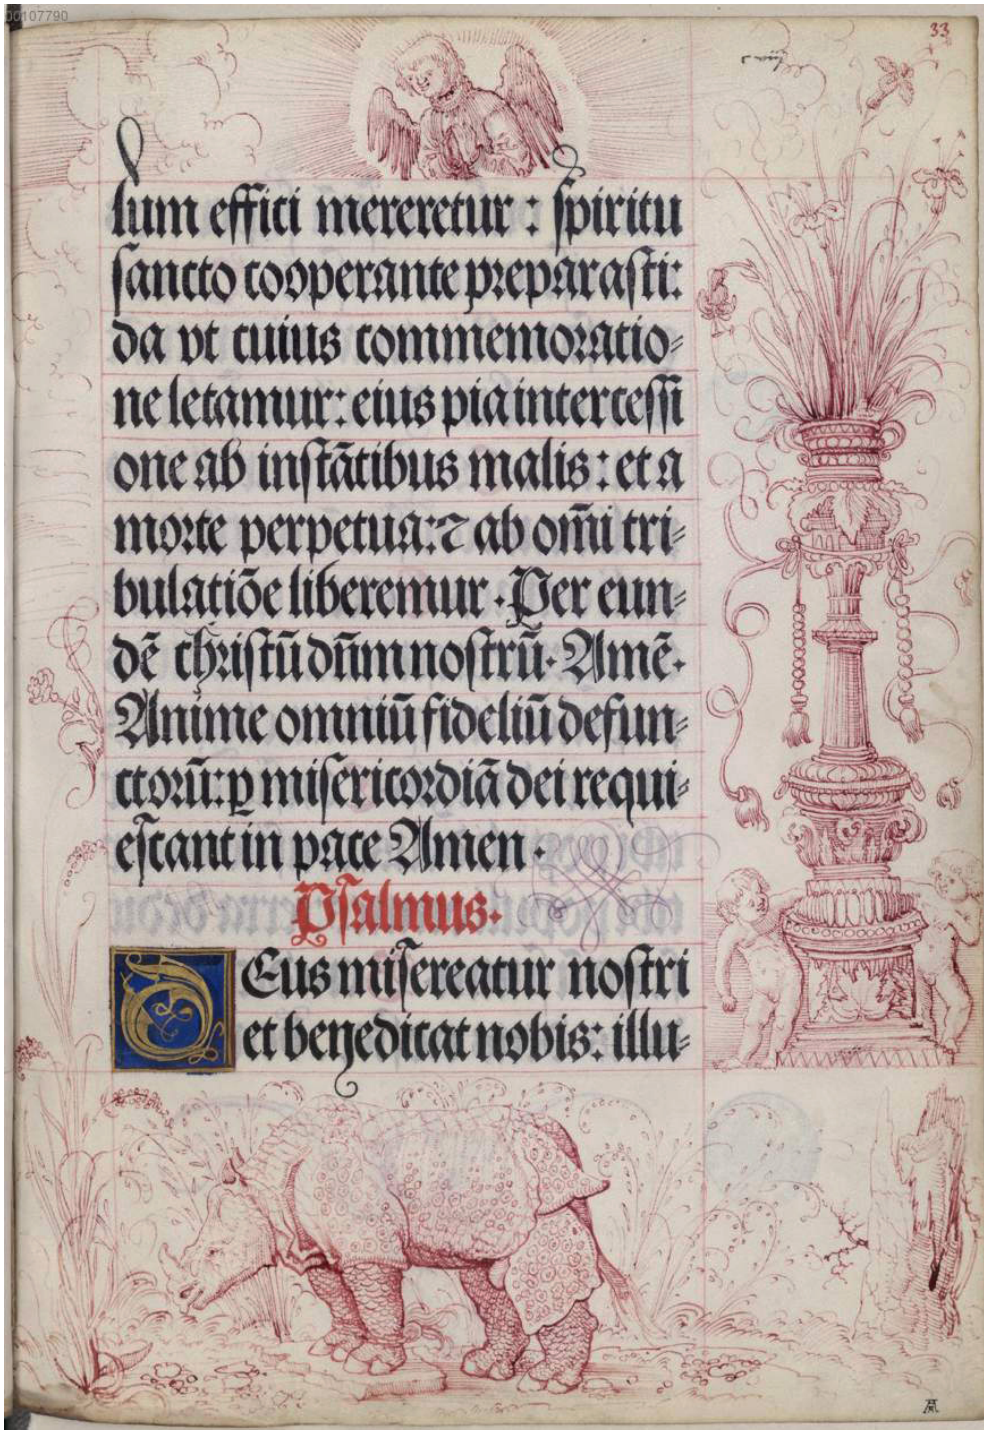 00107790
33
lum effici mereretur : spiritu
sancto cooperante preparasti:
da vt cuius commemoratio-
ne letamur: eius pia intercessi
one ab instātibus malis: et a
morte perpetua: ⁊ ab om̄i tri-
bulatiōe liberemur. Per eun-
dē christū dn̄m nostrū. Amē.
Anime omniū fideliū defun-
ctorū: ꝑ misericordiā dei requi-
escant in pace Amen.
Psalmus.
DEus misereatur nostri
et benedicat nobis: illu-